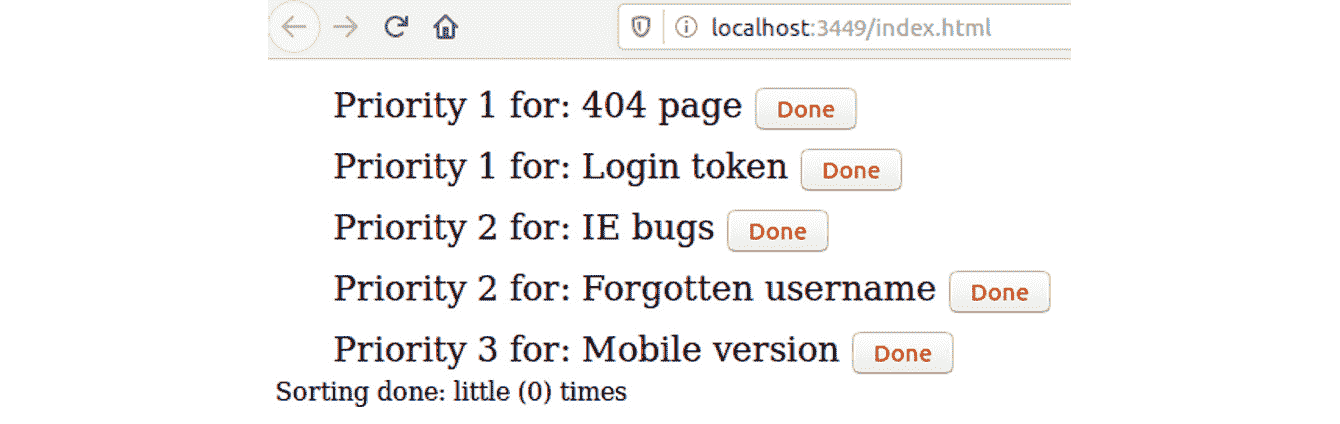 localhost:3449/index.html
Priority 1 for: 404 page Done
Priority 1 for: Login token Done
Priority 2 for: IE bugs Done
Priority 2 for: Forgotten username Done
Priority 3 for: Mobile version Done
Sorting done: little (0) times